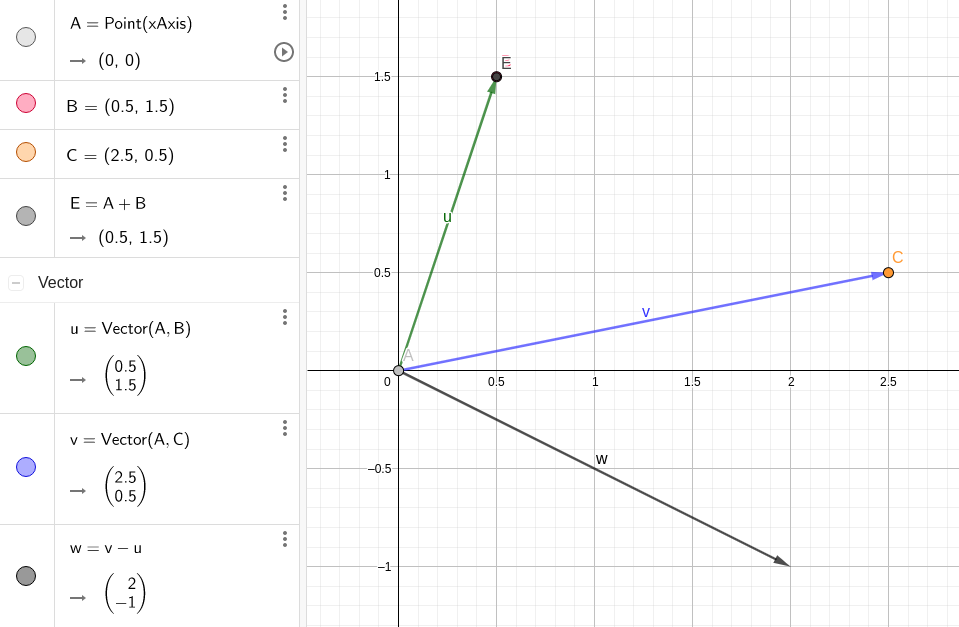 A = Point(xAxis)
→ (0, 0)
B = (0.5, 1.5)
C = (2.5, 0.5)
E = A + B
→ (0.5, 1.5)
Vector
u = Vector(A, B)
→ (0.5
1.5)
v = Vector(A, C)
→ (2.5
0.5)
w = v − u
→ (2
−1)
E
1.5
1
u
0.5
C
v
A
0
0.5
1
1.5
2
2.5
−0.5
w
−1